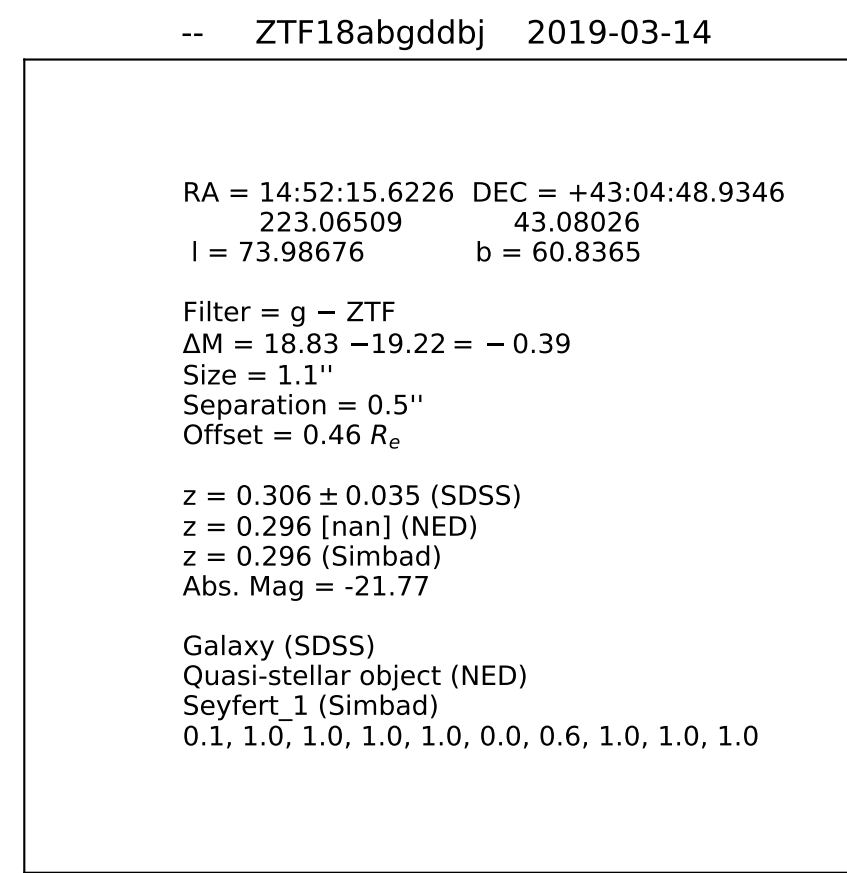 -- ZTF18abgddbj 2019-03-14
RA = 14:52:15.6226 DEC = +43:04:48.9346
223.06509 43.08026
l = 73.98676 b = 60.8365
Filter = g − ZTF
ΔM = 18.83 −19.22 = − 0.39
Size = 1.1''
Separation = 0.5''
Offset = 0.46 Re
z = 0.306 ± 0.035 (SDSS)
z = 0.296 [nan] (NED)
z = 0.296 (Simbad)
Abs. Mag = -21.77
Galaxy (SDSS)
Quasi-stellar object (NED)
Seyfert_1 (Simbad)
0.1, 1.0, 1.0, 1.0, 1.0, 0.0, 0.6, 1.0, 1.0, 1.0